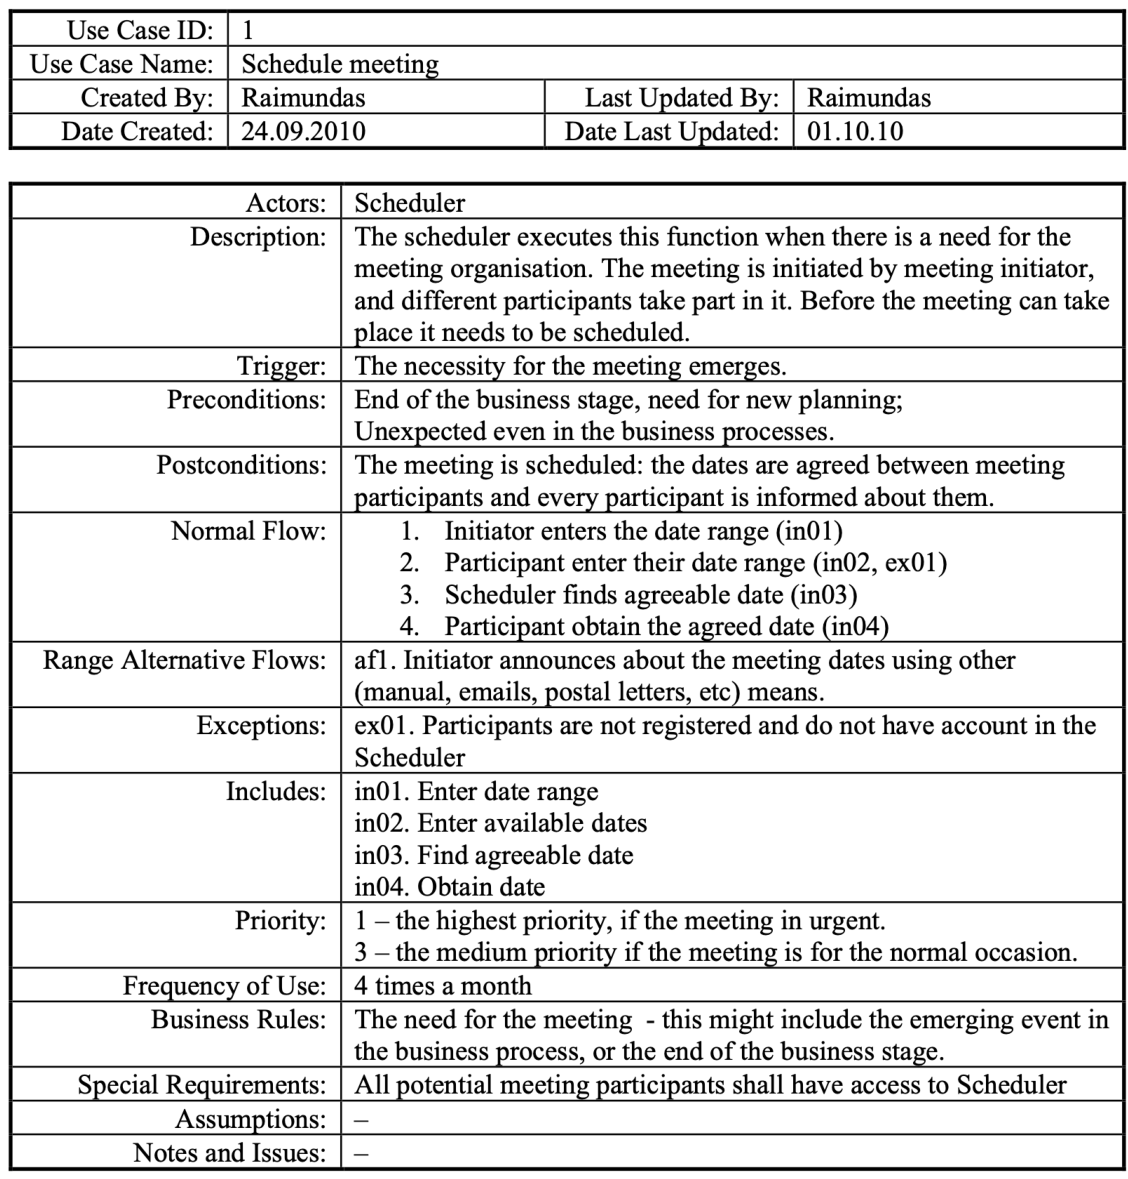 Use Case ID: 1
Use Case Name: Schedule meeting
Created By: Raimundas Last Updated By: Raimundas
Date Created: 24.09.2010 Date Last Updated: 01.10.10
Actors: Scheduler
Description: The scheduler executes this function when there is a need for the
meeting organisation. The meeting is initiated by meeting initiator,
and different participants take part in it. Before the meeting can take
place it needs to be scheduled.
Trigger: The necessity for the meeting emerges.
Preconditions: End of the business stage, need for new planning;
Unexpected even in the business processes.
Postconditions: The meeting is scheduled: the dates are agreed between meeting
participants and every participant is informed about them.
Normal Flow: 1. Initiator enters the date range (in01)
2. Participant enter their date range (in02, ex01)
3. Scheduler finds agreeable date (in03)
4. Participant obtain the agreed date (in04)
Range Alternative Flows: af1. Initiator announces about the meeting dates using other
(manual, emails, postal letters, etc) means.
Exceptions: ex01. Participants are not registered and do not have account in the
Scheduler
Includes: in01. Enter date range
in02. Enter available dates
in03. Find agreeable date
in04. Obtain date
Priority: 1 – the highest priority, if the meeting in urgent.
3 – the medium priority if the meeting is for the normal occasion.
Frequency of Use: 4 times a month
Business Rules: The need for the meeting - this might include the emerging event in
the business process, or the end of the business stage.
Special Requirements: All potential meeting participants shall have access to Scheduler
Assumptions: –
Notes and Issues: –